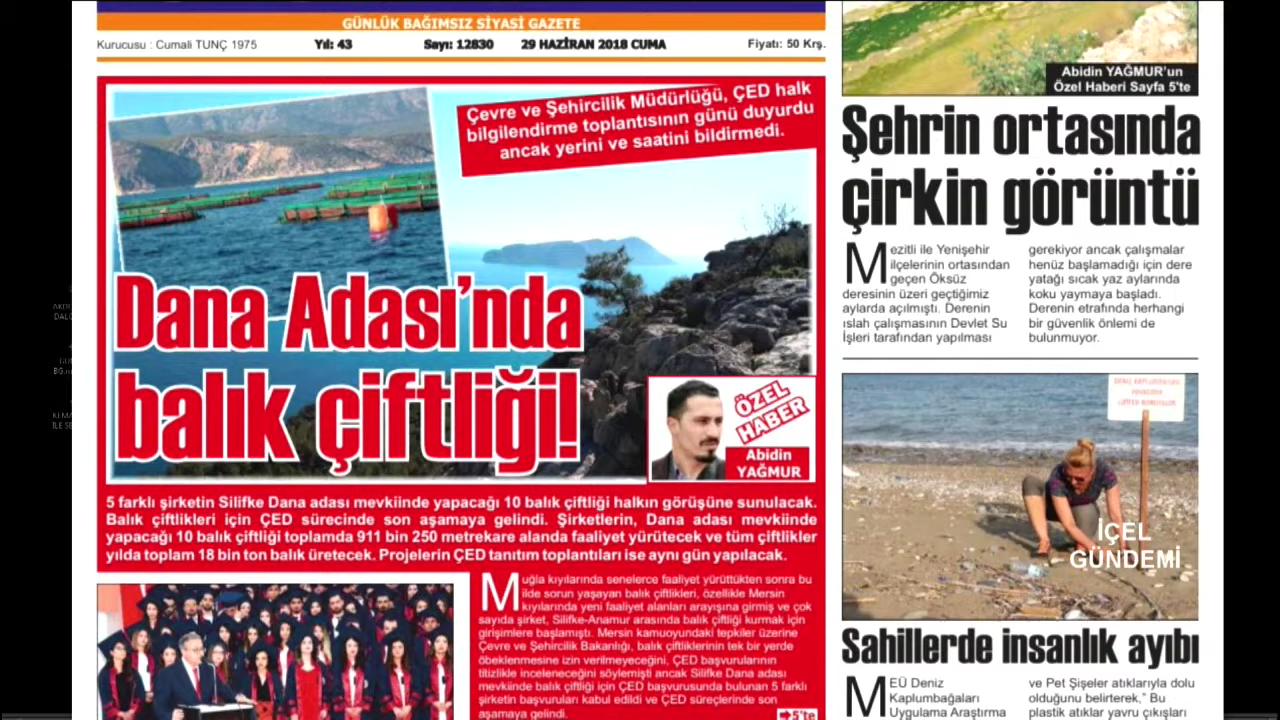 GÜNLÜK BAĞIMSIZ SİYASİ GAZETE
Kurucusu : Cumali TUNÇ 1975
Yıl: 43
Sayı: 12830
29 HAZİRAN 2018 CUMA
Fiyatı: 50 Krş.
Çevre ve Şehircilik Müdürlüğü, ÇED halk
bilgilendirme toplantısının günü duyurdu
ancak yerini ve saatini bildirmedi.
Dana Adası'nda
balık çiftliği!
ÖZEL
HABER
Abidin
YAĞMUR
5 farklı şirketin Silifke Dana adası mevkiinde yapacağı 10 balık çiftliği halkın görüşüne sunulacak.
Balık çiftlikleri için ÇED sürecinde son aşamaya gelindi. Şirketlerin, Dana adası mevkiinde
yapacağı 10 balık çiftliği toplamda 911 bin 250 metrekare alanda faaliyet yürütecek ve tüm çiftlikler
yılda toplam 18 bin ton balık üretecek. Projelerin ÇED tanıtım toplantıları ise aynı gün yapılacak.
Muğla kıyılarında senelerce faaliyet yürüttükten sonra bu
ilde sorun yaşayan balık çiftlikleri, özellikle Mersin
kıyılarında yeni faaliyet alanları arayışına girmiş ve çok
sayıda şirket, Silifke-Anamur arasında balık çiftliği kurmak için
girişimlere başlamıştı. Mersin kamuoyundaki tepkiler üzerine
Çevre ve Şehircilik Bakanlığı, balık çiftliklerinin tek bir yerde
öbeklenmesine izin verilmeyeceğini, ÇED başvurularının
titizlikle inceleneceğini söylemişti ancak Silifke Dana adası
mevkiinde balık çiftliği için ÇED başvurusunda bulunan 5 farklı
şirketin başvuruları kabul edildi ve ÇED süreçlerinde son
aşamaya gelindi.
5'te
Abidin YAĞMUR'un
Özel Haberi Sayfa 5'te
Şehrin ortasında
çirkin görüntü
Mezitli ile Yenişehir
ilçelerinin ortasından
geçen Öksüz
deresinin üzeri geçtiğimiz
aylarda açılmıştı. Derenin
ıslah çalışmasının Devlet Su
İşleri tarafından yapılması
gerekiyor ancak çalışmalar
henüz başlamadığı için dere
yatağı sıcak yaz aylarında
koku yaymaya başladı.
Derenin etrafında herhangi
bir güvenlik önlemi de
bulunmuyor.
İÇEL
GÜNDEMİ
Sahillerde insanlık ayıbı
MEÜ Deniz
Kaplumbağaları
Uygulama Araştırma
ve Pet Şişeler atıklarıyla dolu
olduğunu belirterek," Bu
plastik atıklar yavru çıkışları